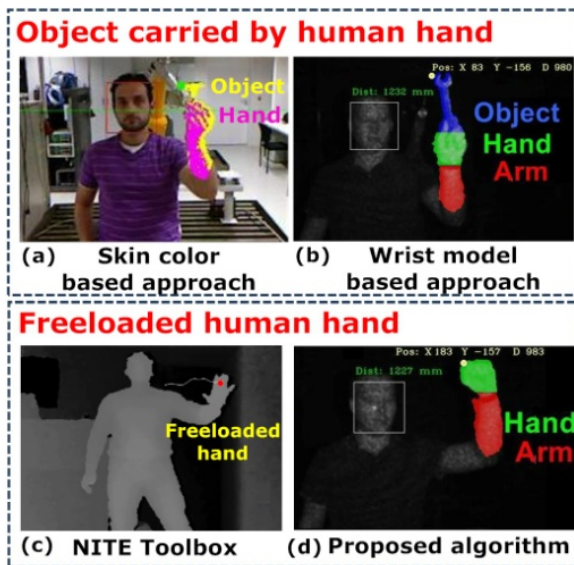 Object carried by human hand
Object
Hand
Pos: X 83 Y -156 D 980
Dist: 1232 mm
Object
Hand
Arm
(a) Skin color
based approach
(b) Wrist model
based approach
Freeloaded human hand
Freeloaded
hand
Pos: X 183 Y -157 D 983
Dist: 1227 mm
Hand
Arm
(c) NITE Toolbox
(d) Proposed algorithm